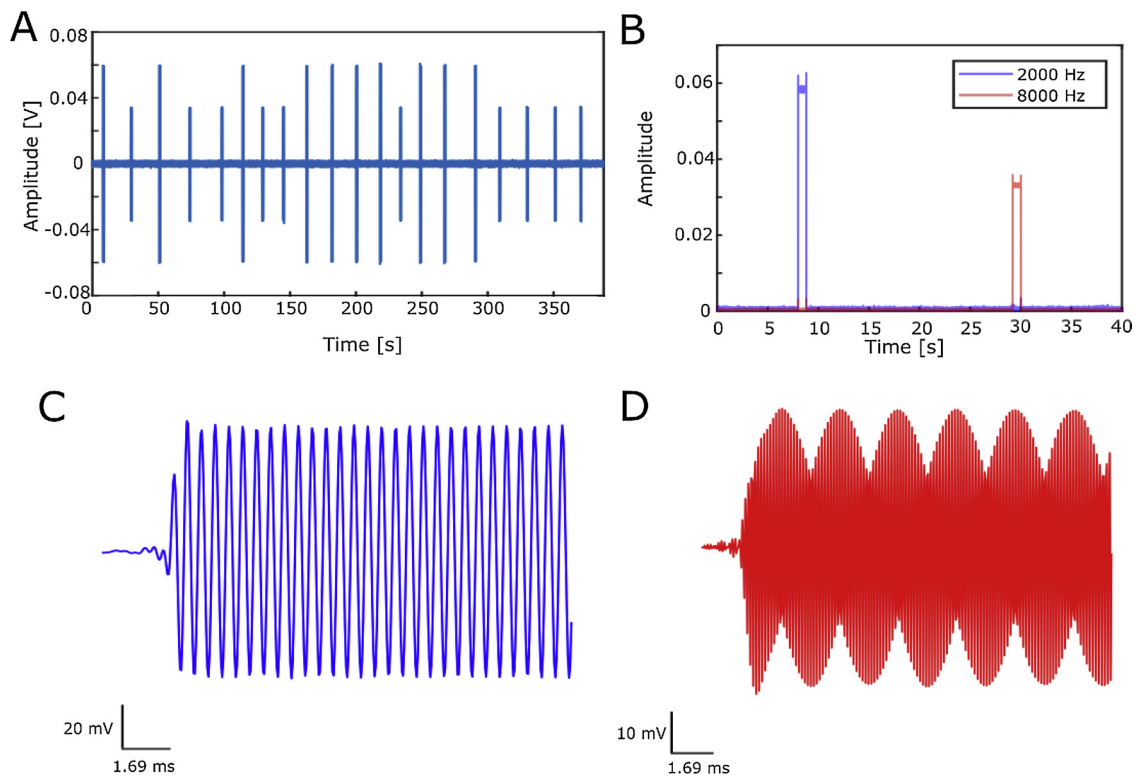 A
Amplitude [V]
0.08
0.04
0
-0.04
-0.08
0 50 100 150 200 250 300 350
Time [s]
B
Amplitude
0.06
0.04
0.02
0
2000 Hz
8000 Hz
0 5 10 15 20 25 30 35 40
Time [s]
C
20 mV
1.69 ms
D
10 mV
1.69 ms